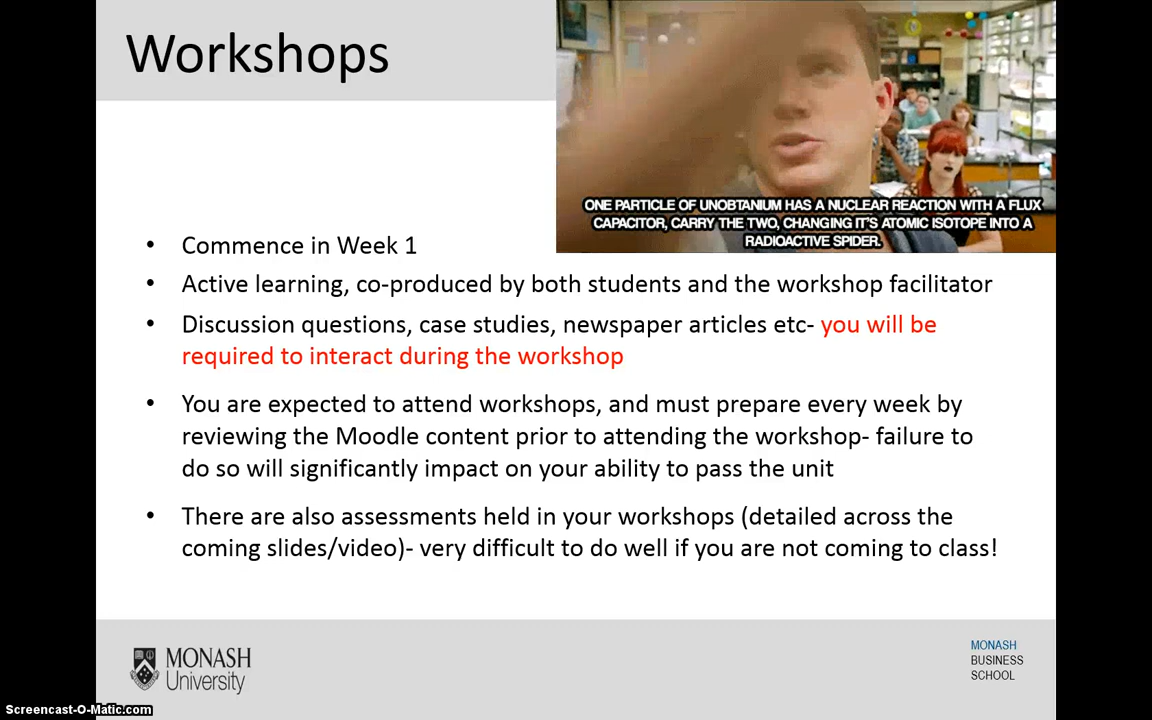 Workshops
ONE PARTICLE OF UNOBTANIUM HAS A NUCLEAR REACTION WITH A FLUX
CAPACITOR, CARRY THE TWO, CHANGING IT'S ATOMIC ISOTOPE INTO A
RADIOACTIVE SPIDER.
• Commence in Week 1
• Active learning, co-produced by both students and the workshop facilitator
• Discussion questions, case studies, newspaper articles etc- you will be
required to interact during the workshop
• You are expected to attend workshops, and must prepare every week by
reviewing the Moodle content prior to attending the workshop- failure to
do so will significantly impact on your ability to pass the unit
• There are also assessments held in your workshops (detailed across the
coming slides/video)- very difficult to do well if you are not coming to class!
MONASH
University
MONASH
BUSINESS
SCHOOL
Screencast-O-Matic.com